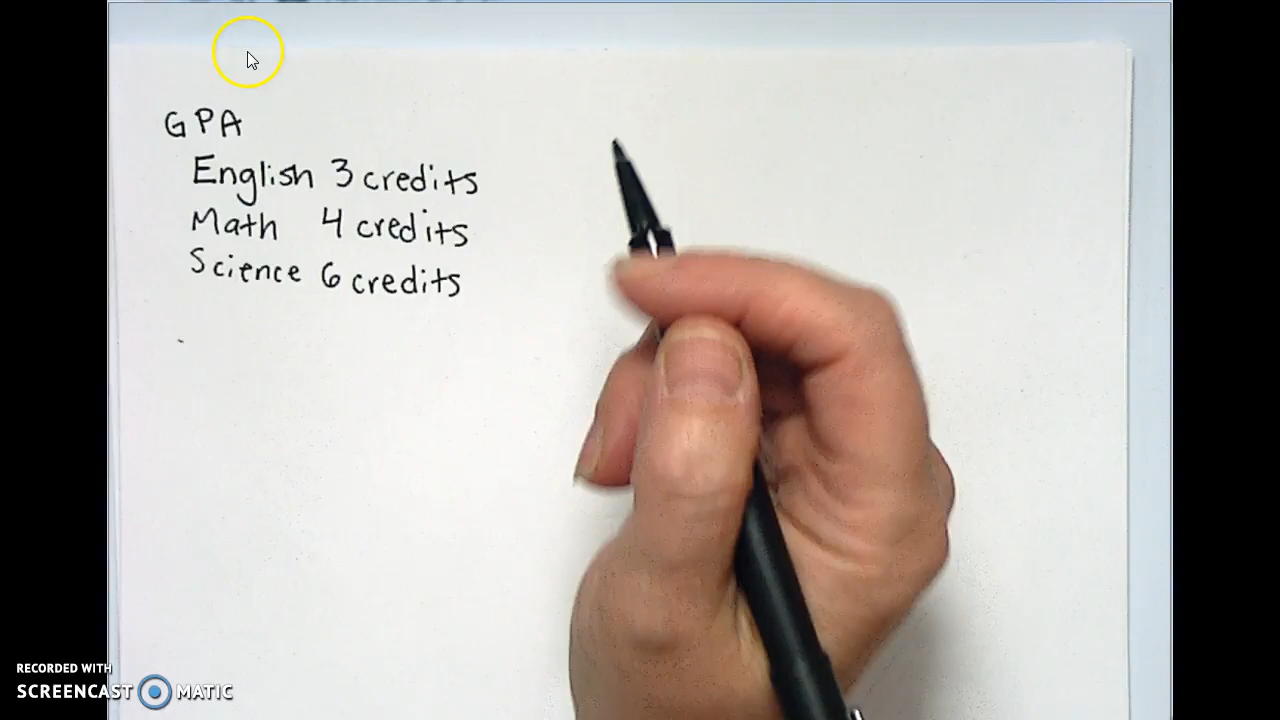 GPA
English 3 credits
Math 4 credits
Science 6 credits
RECORDED WITH
SCREENCAST MATIC